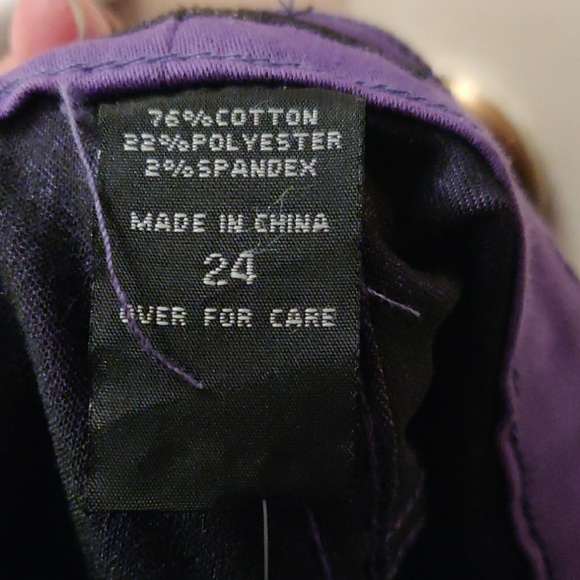 76%COTTON
22%POLYESTER
2%SPANDEX
MADE IN CHINA
24
OVER FOR CARE